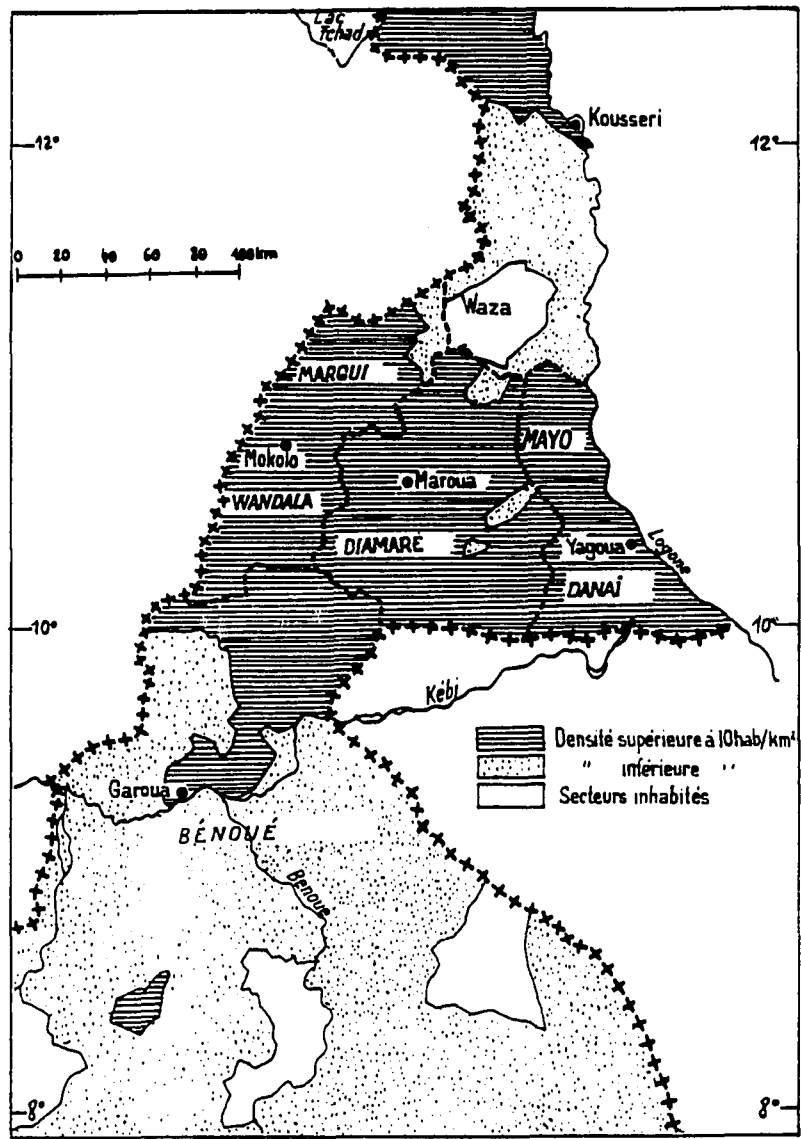 Lac
Tchad
Kousseri
12°
12°
0 20 40 60 80 100 km
Waza
MARGUI
MAYO
Mokolo
Maroua
WANDALA
DIAMARÉ
Yagoua
Logone
DANAÏ
10°
10°
Kébi
Densité supérieure à 10hab/km²
" inférieure "
Secteurs inhabités
Garoua
BÉNOUÉ
Bénoué
8°
8°